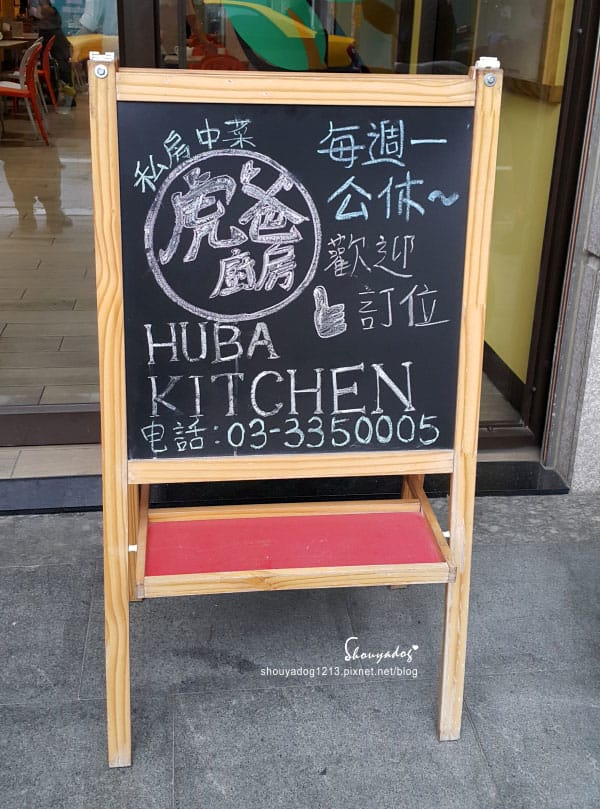 私房中菜
虎爸
廚房
每週一
公休~
歡迎
訂位
HUBA
KITCHEN
电話:03-3350005
Shouyadog
shouyadog1213.pixnet.net/blog